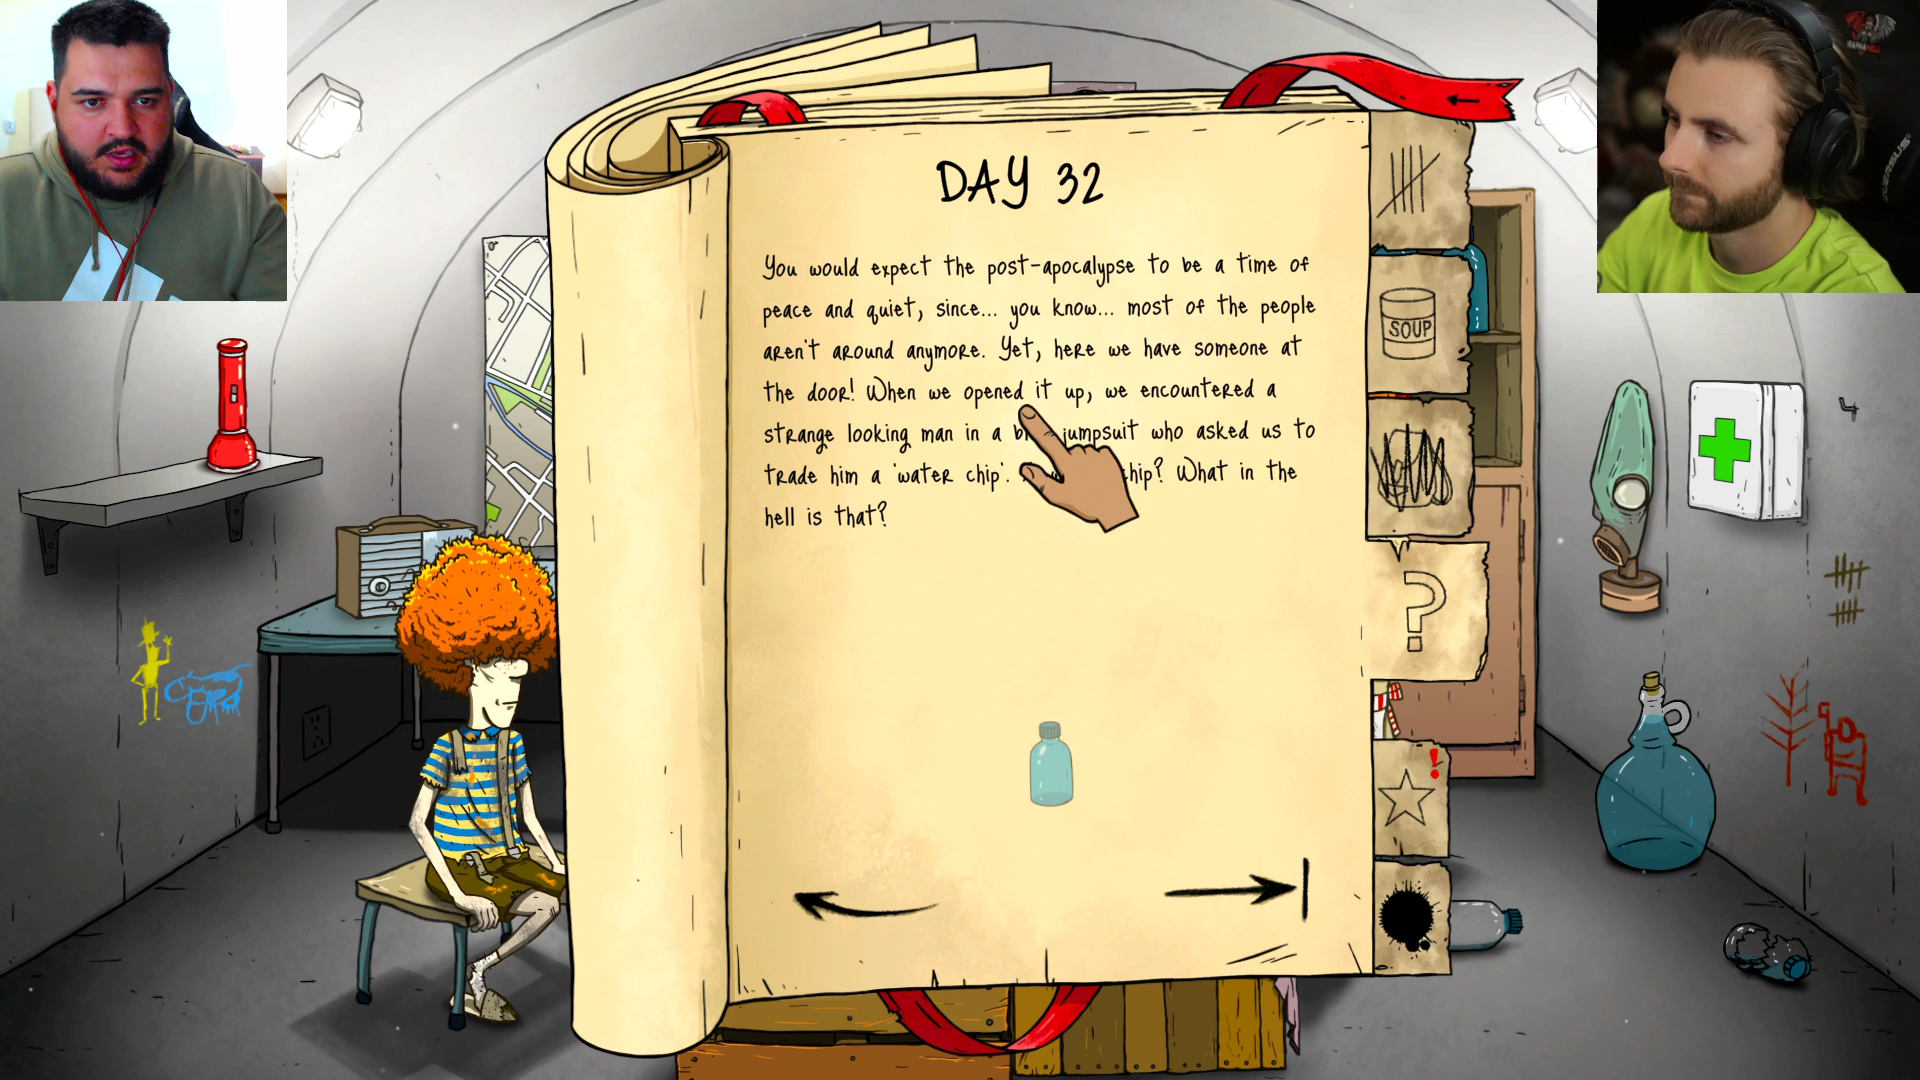 DAY 32
You would expect the post-apocalypse to be a time of
peace and quiet, since... you know... most of the people
aren't around anymore. Yet, here we have someone at
the door! When we opened it up, we encountered a
strange looking man in a jumpsuit who asked us to
trade him a 'water chip'. chip? What in the
hell is that?
SOUP
?
!